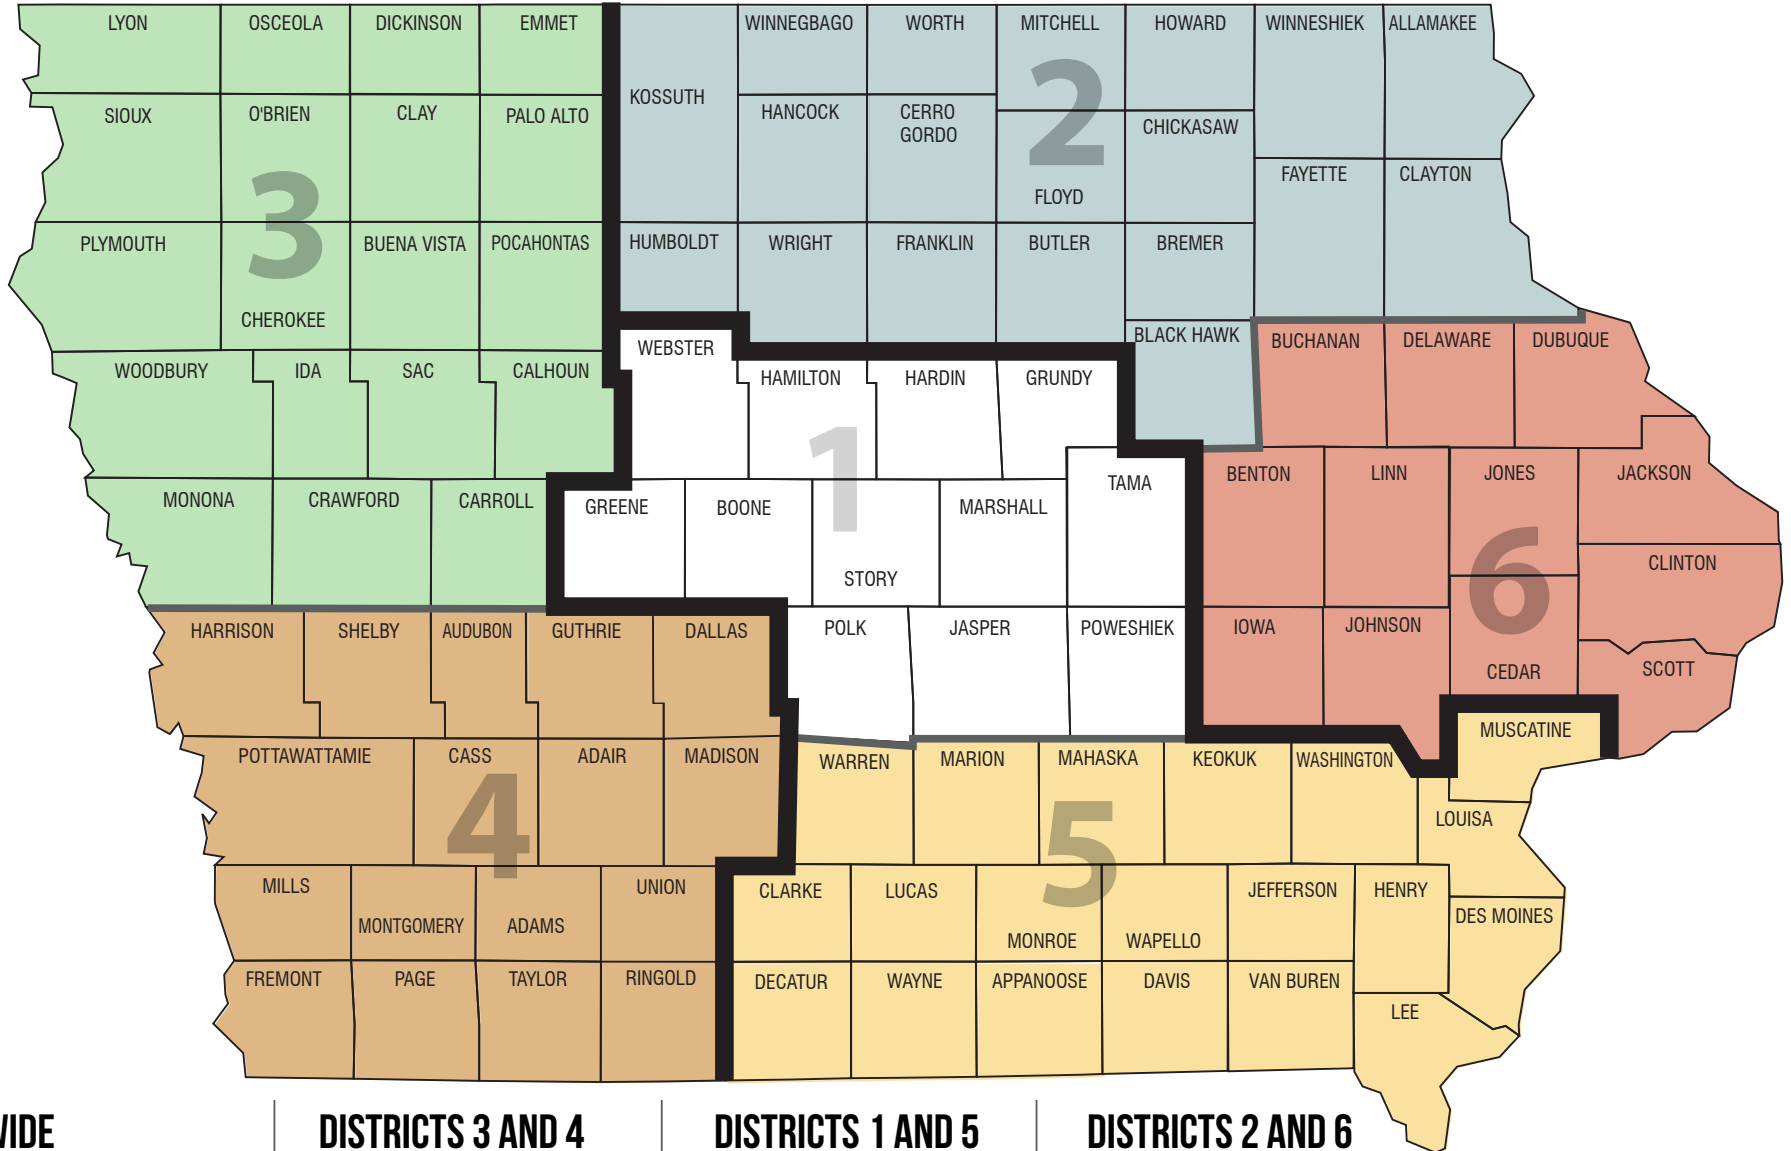 LYON OSCEOLA DICKINSON EMMET WINNEGBAGO WORTH MITCHELL HOWARD WINNESHIEK ALLAMAKEE
KOSSUTH
SIOUX O'BRIEN CLAY PALO ALTO HANCOCK CERRO
GORDO
2
CHICKASAW
FLOYD
FAYETTE CLAYTON
3
PLYMOUTH BUENA VISTA POCAHONTAS HUMBOLDT WRIGHT FRANKLIN BUTLER BREMER
CHEROKEE
WEBSTER BLACK HAWK BUCHANAN DELAWARE DUBUQUE
WOODBURY IDA SAC CALHOUN HAMILTON HARDIN GRUNDY
1
MONONA CRAWFORD CARROLL GREENE BOONE MARSHALL TAMA BENTON LINN JONES JACKSON
STORY
6
CLINTON
HARRISON SHELBY AUDUBON GUTHRIE DALLAS POLK JASPER POWESHIEK IOWA JOHNSON
CEDAR SCOTT
MUSCATINE
POTTAWATTAMIE CASS ADAIR MADISON WARREN MARION MAHASKA KEOKUK WASHINGTON
4
5
LOUISA
MILLS UNION CLARKE LUCAS JEFFERSON HENRY
MONTGOMERY ADAMS MONROE WAPELLO DES MOINES
FREMONT PAGE TAYLOR RINGOLD DECATUR WAYNE APPANOOSE DAVIS VAN BUREN
LEE
DISTRICTS 3 AND 4 DISTRICTS 1 AND 5 DISTRICTS 2 AND 6